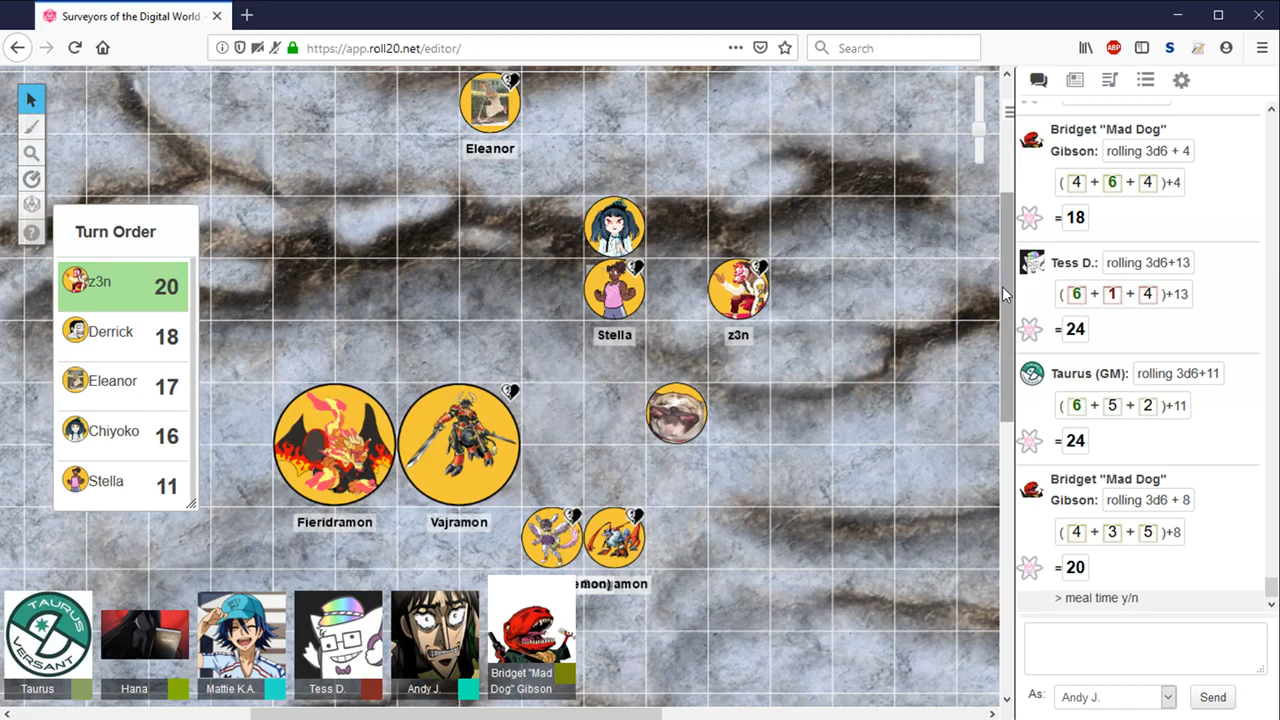 Surveyors of the Digital World
https://app.roll20.net/editor/
Search
ABP
S
Eleanor
Stella
z3n
Turn Order
z3n 20
Derrick 18
Eleanor 17
Chiyoko 16
Stella 11
Fieridramon
Vajramon
amon
TAURUS
VERSANT
Taurus
Hana
Mattie K.A.
Tess D.
Andy J.
Bridget "Mad
Dog" Gibson
Bridget "Mad Dog"
Gibson: rolling 3d6 + 4
( 4 + 6 + 4 )+4
= 18
Tess D.: rolling 3d6+13
( 6 + 1 + 4 )+13
= 24
Taurus (GM): rolling 3d6+11
( 6 + 5 + 2 )+11
= 24
Bridget "Mad Dog"
Gibson: rolling 3d6 + 8
( 4 + 3 + 5 )+8
= 20
> meal time y/n
As: Andy J. Send